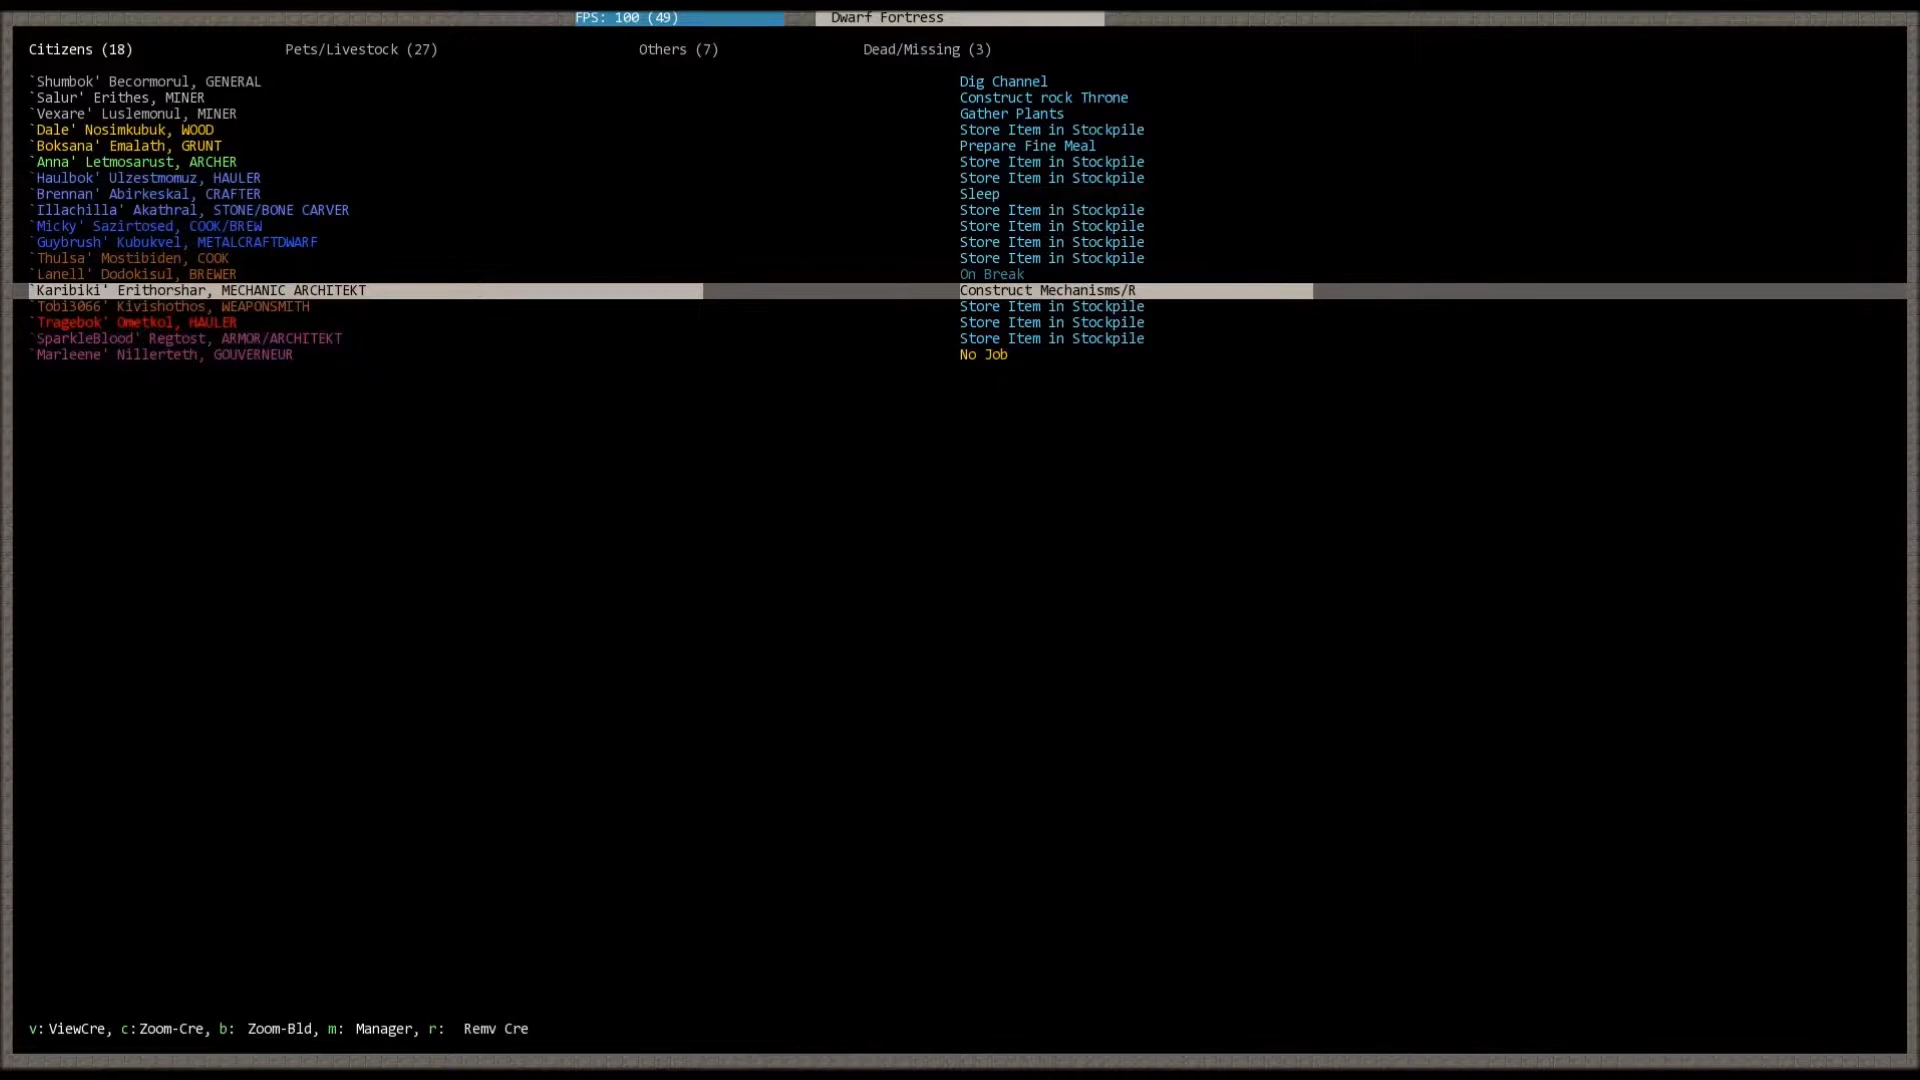 FPS: 100 (49) Dwarf Fortress
Citizens (18) Pets/Livestock (27) Others (7) Dead/Missing (3)
`Shumbok' Becormorul, GENERAL Dig Channel
`Salur' Erithes, MINER Construct rock Throne
`Vexare' Luslemonul, MINER Gather Plants
`Dale' Nosimkubuk, WOOD Store Item in Stockpile
`Boksana' Emalath, GRUNT Prepare Fine Meal
`Anna' Letmosarust, ARCHER Store Item in Stockpile
`Haulbok' Ulzestmomuz, HAULER Store Item in Stockpile
`Brennan' Abirkeskal, CRAFTER Sleep
`Illachilla' Akathral, STONE/BONE CARVER Store Item in Stockpile
`Micky' Sazirtosed, COOK/BREW Store Item in Stockpile
`Guybrush' Kubukvel, METALCRAFTDWARF Store Item in Stockpile
`Thulsa' Mostibiden, COOK Store Item in Stockpile
`Lanell' Dodokisul, BREWER On Break
`Karibiki' Erithorshar, MECHANIC ARCHITEKT Construct Mechanisms/R
`Tobi3066' Kivishothos, WEAPONSMITH Store Item in Stockpile
`Tragebok' Ometkol, HAULER Store Item in Stockpile
`SparkleBlood' Regtost, ARMOR/ARCHITEKT Store Item in Stockpile
`Marleene' Nillerteth, GOUVERNEUR No Job
v: ViewCre, c: Zoom-Cre, b: Zoom-Bld, m: Manager, r: Remv Cre